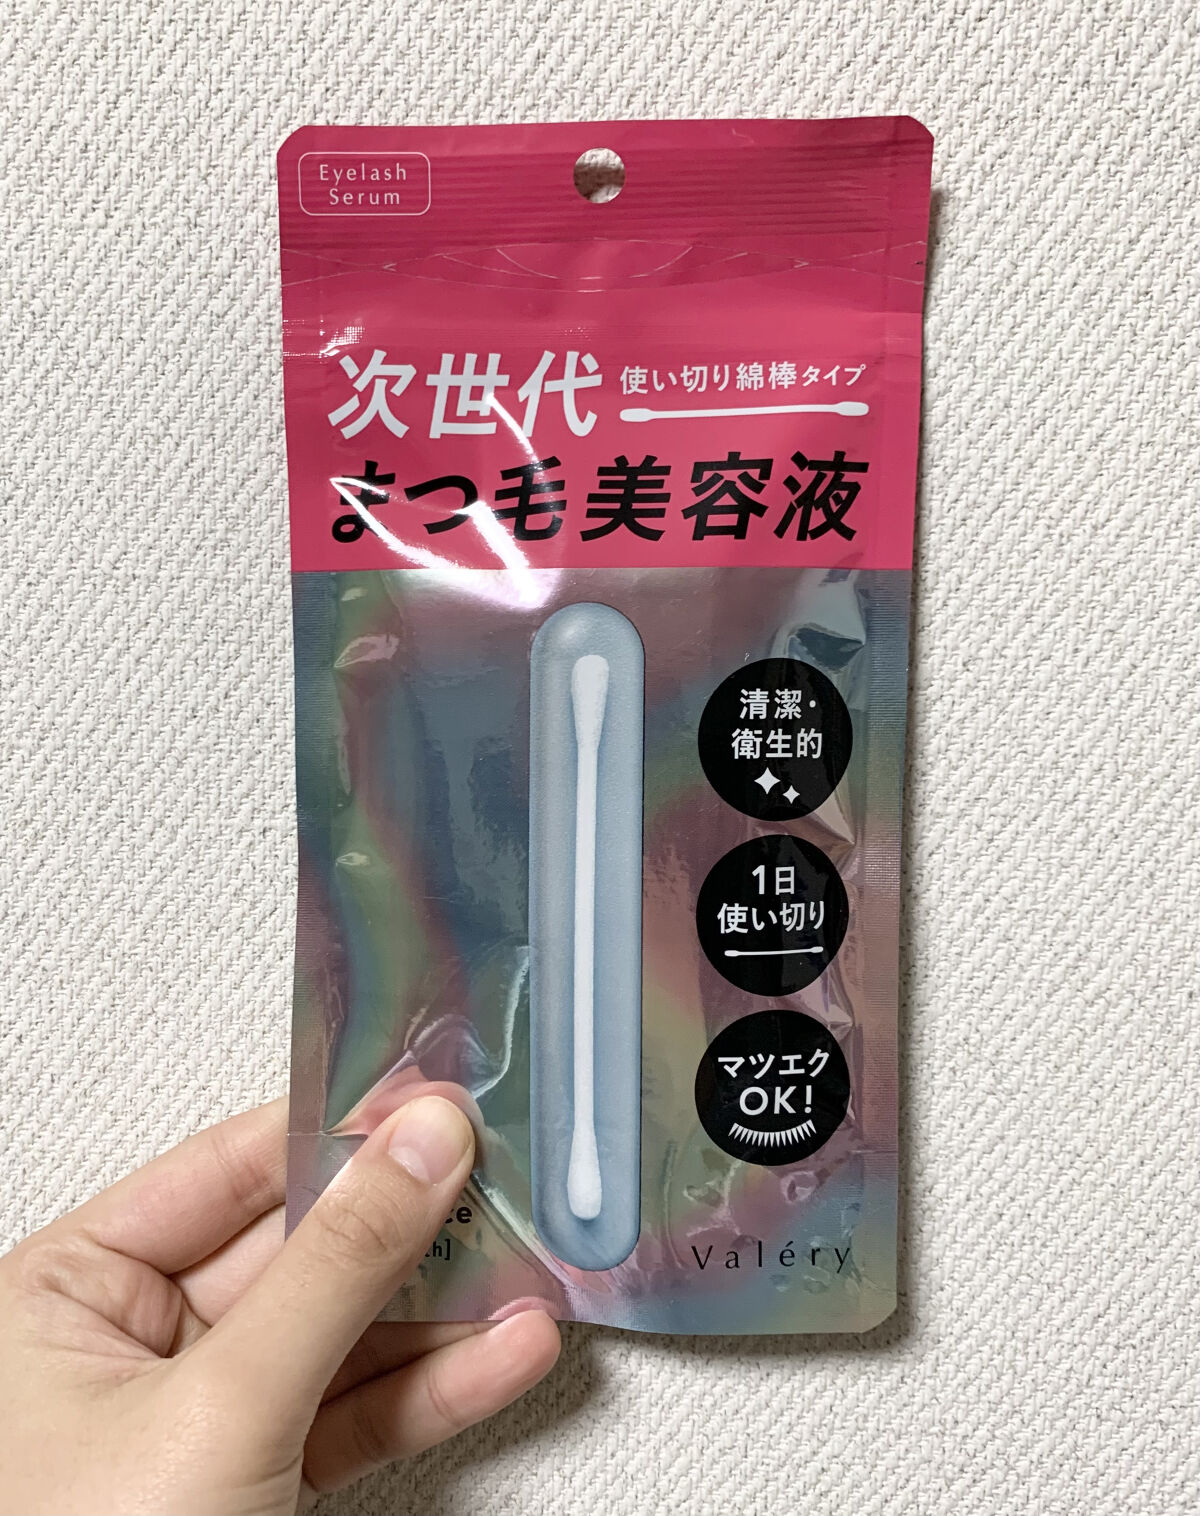 Eyelash
Serum
次世代
使い切り綿棒タイプ
まつ毛美容液
清潔・
衛生的
1日
使い切り
マツエク
OK!
Valéry